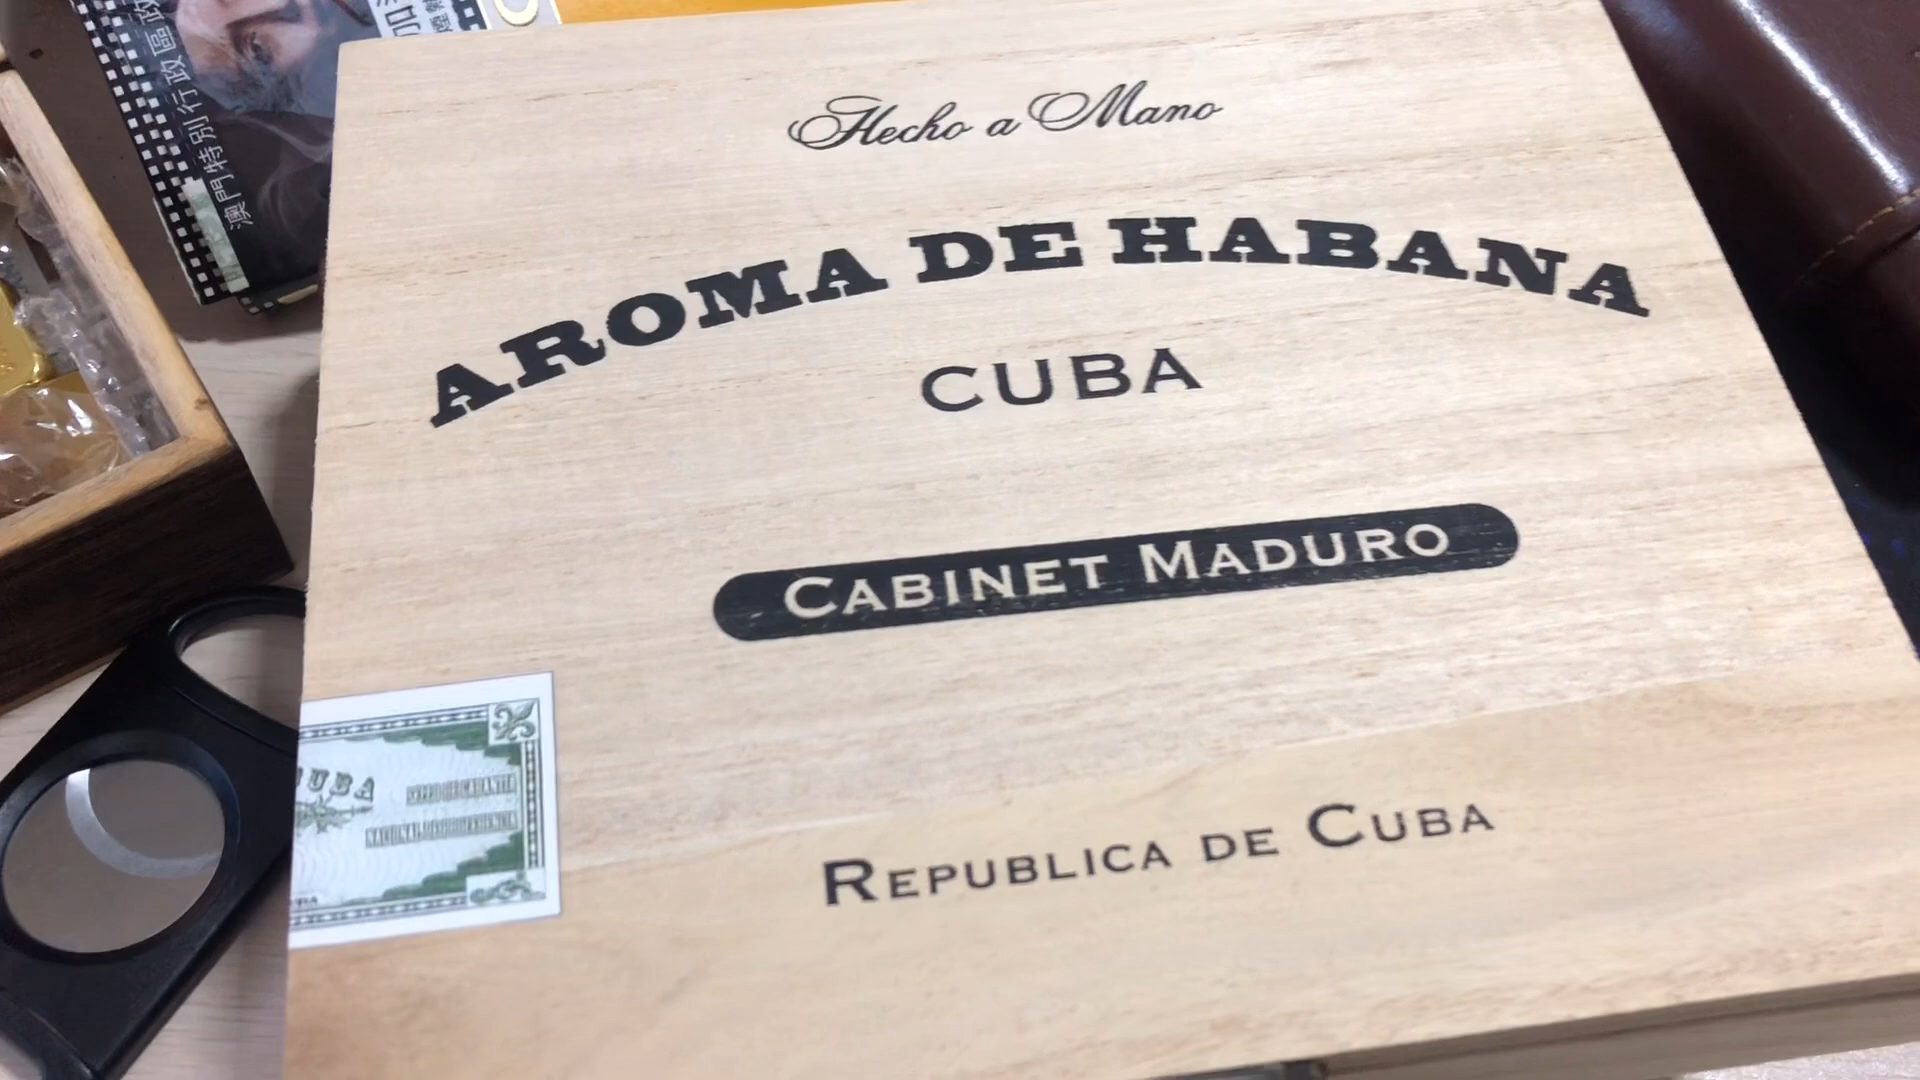 Hecho a Mano
AROMA DE HABANA
CUBA
CABINET MADURO
REPUBLICA DE CUBA
UBA
澳門特別行政區政